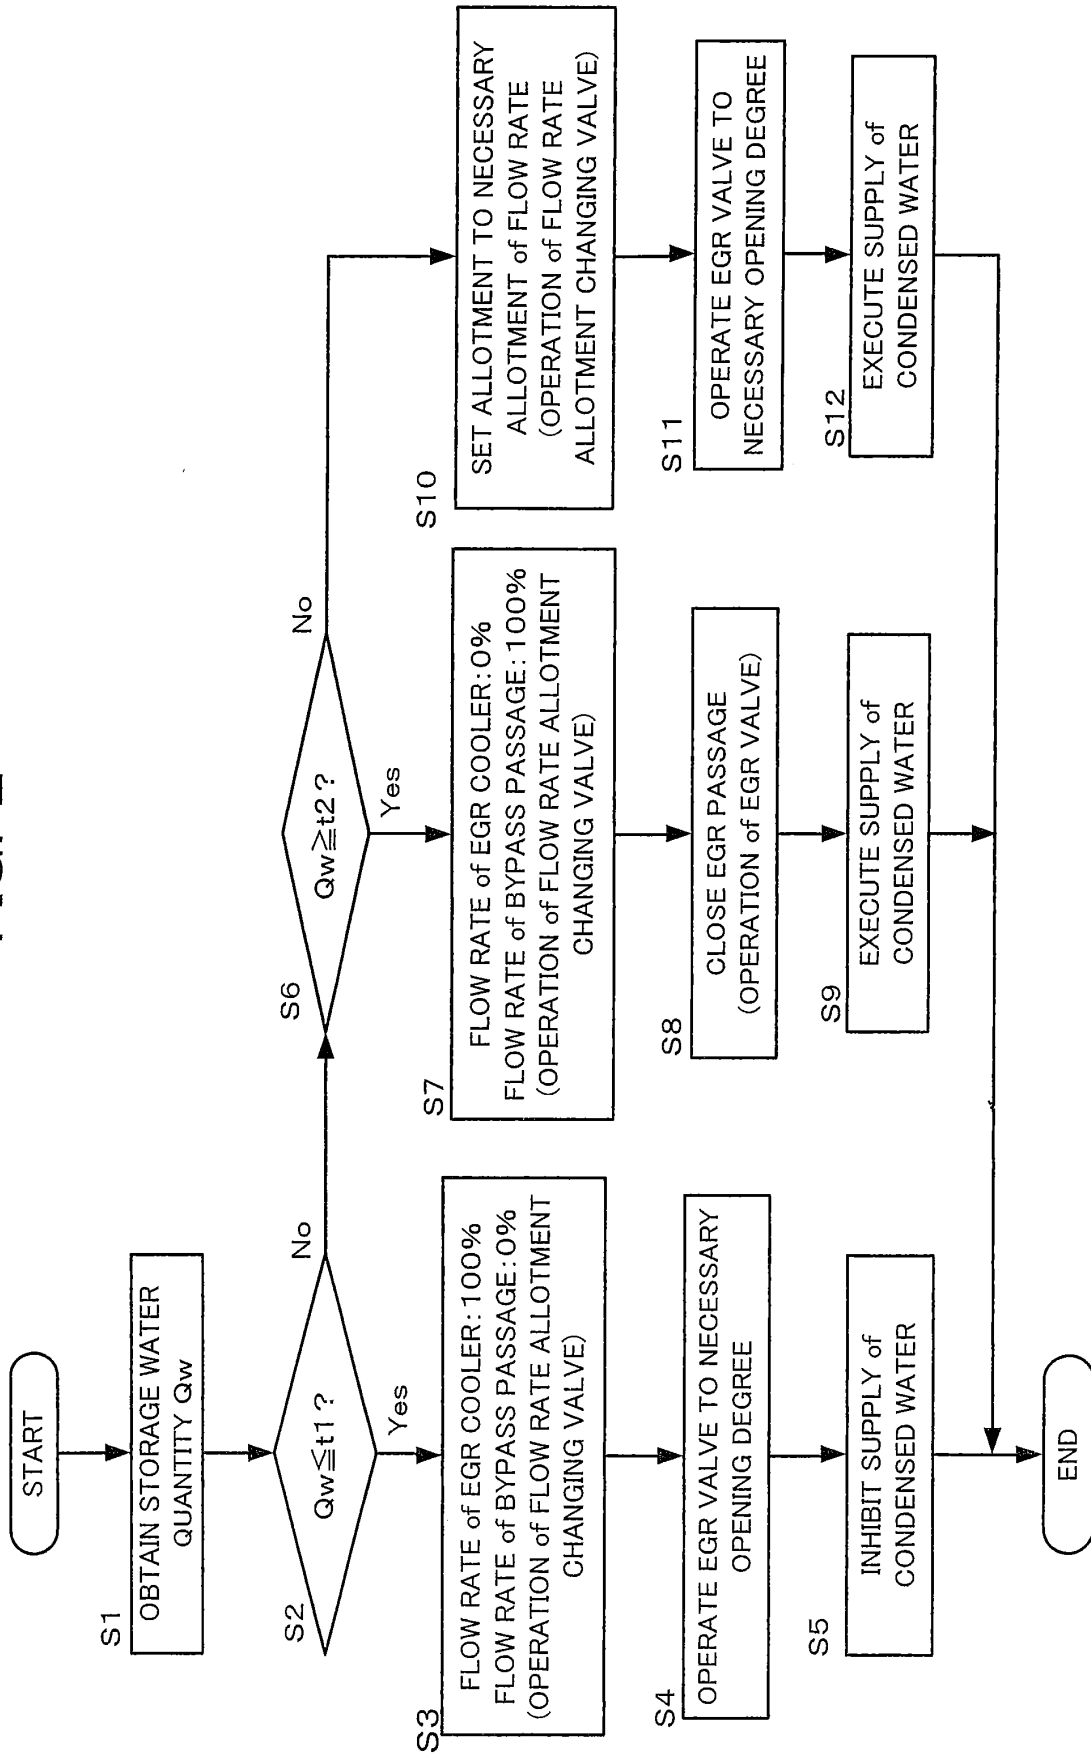 START
S1
OBTAIN STORAGE WATER
QUANTITY Qw
S2
Qw≦t1?
No
Yes
S3
FLOW RATE of EGR COOLER:100%
FLOW RATE of BYPASS PASSAGE:0%
(OPERATION of FLOW RATE ALLOTMENT
CHANGING VALVE)
S4
OPERATE EGR VALVE TO NECESSARY
OPENING DEGREE
S5
INHIBIT SUPPLY of
CONDENSED WATER
S6
Qw≧t2?
No
Yes
S7
FLOW RATE of EGR COOLER:0%
FLOW RATE of BYPASS PASSAGE:100%
(OPERATION of FLOW RATE ALLOTMENT
CHANGING VALVE)
S8
CLOSE EGR PASSAGE
(OPERATION of EGR VALVE)
S9
EXECUTE SUPPLY of
CONDENSED WATER
S10
SET ALLOTMENT TO NECESSARY
ALLOTMENT of FLOW RATE
(OPERATION of FLOW RATE
ALLOTMENT CHANGING VALVE)
S11
OPERATE EGR VALVE TO
NECESSARY OPENING DEGREE
S12
EXECUTE SUPPLY of
CONDENSED WATER
END